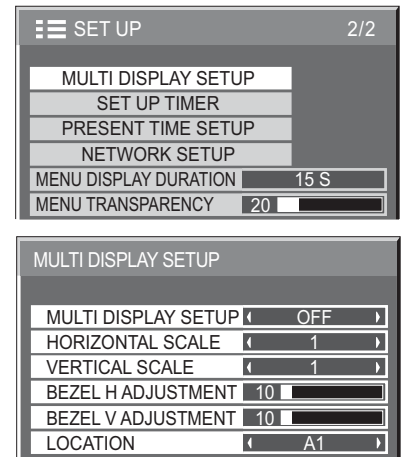 SET UP 2/2
MULTI DISPLAY SETUP
SET UP TIMER
PRESENT TIME SETUP
NETWORK SETUP
MENU DISPLAY DURATION 15 S
MENU TRANSPARENCY 20
MULTI DISPLAY SETUP
MULTI DISPLAY SETUP OFF
HORIZONTAL SCALE 1
VERTICAL SCALE 1
BEZEL H ADJUSTMENT 10
BEZEL V ADJUSTMENT 10
LOCATION A1